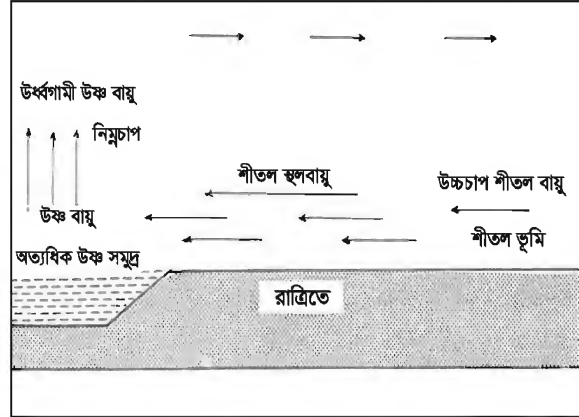 উর্ধ্বগামী উষ্ণ বায়ু
নিম্নচাপ
শীতল স্থলবায়ু
উচ্চচাপ শীতল বায়ু
উষ্ণ বায়ু
শীতল ভূমি
অত্যধিক উষ্ণ সমুদ্র
রাত্রিতে